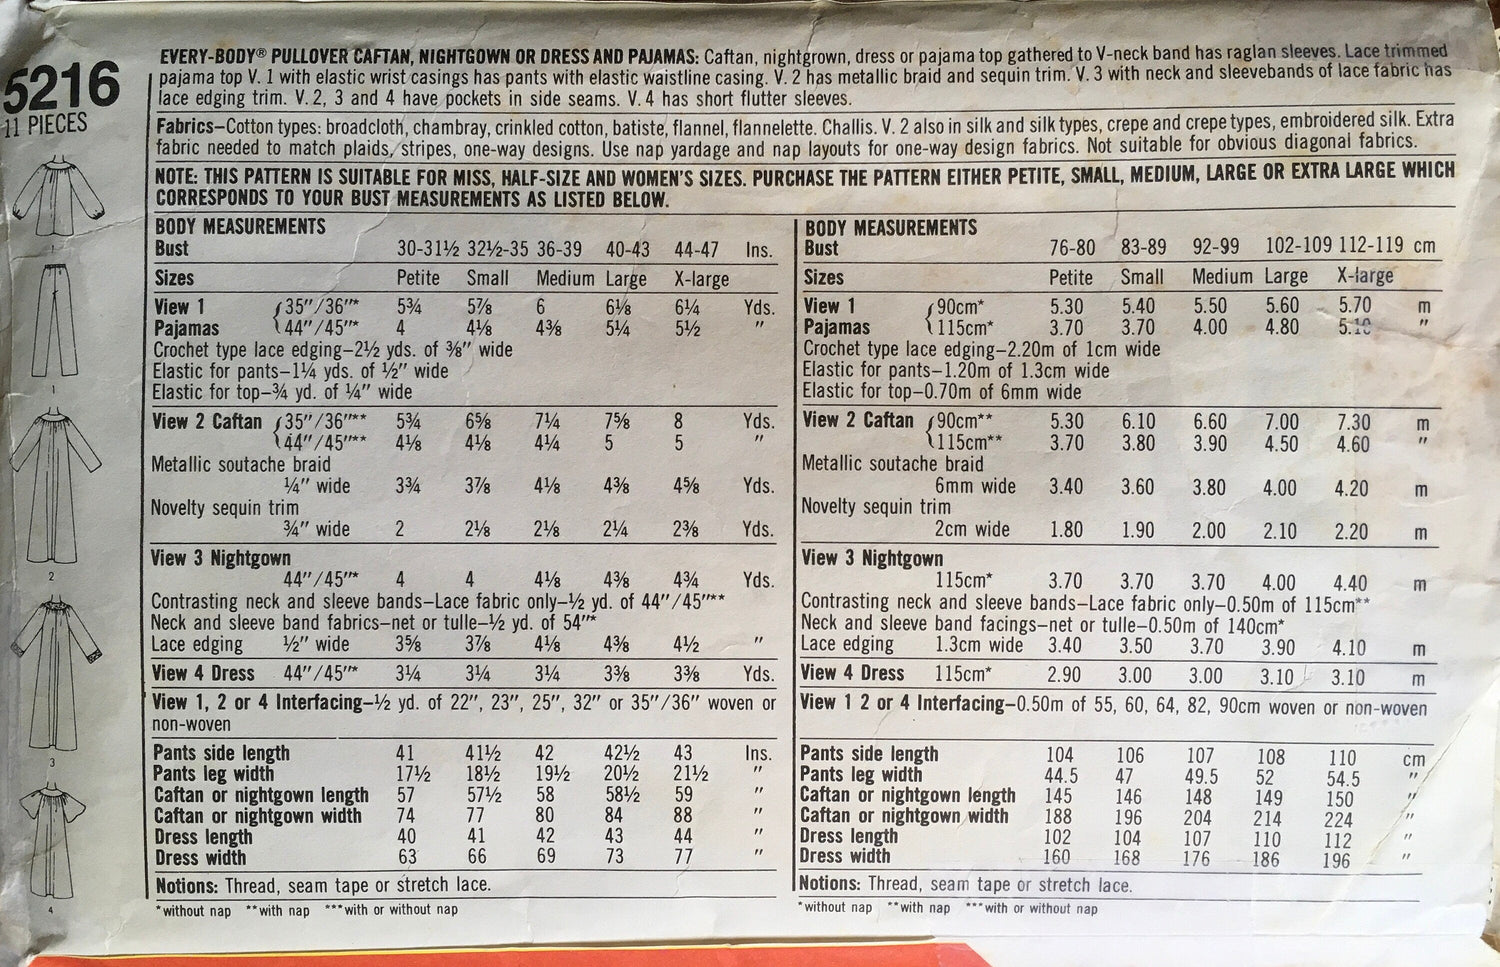 5216
11 PIECES
1
1
2
3
4
EVERY-BODY® PULLOVER CAFTAN, NIGHTGOWN OR DRESS AND PAJAMAS: Caftan, nightgrown, dress or pajama top gathered to V-neck band has raglan sleeves. Lace trimmed
pajama top V. 1 with elastic wrist casings has pants with elastic waistline casing. V. 2 has metallic braid and sequin trim. V. 3 with neck and sleevebands of lace fabric has
lace edging trim. V. 2, 3 and 4 have pockets in side seams. V. 4 has short flutter sleeves.
Fabrics—Cotton types: broadcloth, chambray, crinkled cotton, batiste, flannel, flannelette. Challis. V. 2 also in silk and silk types, crepe and crepe types, embroidered silk. Extra
fabric needed to match plaids, stripes, one-way designs. Use nap yardage and nap layouts for one-way design fabrics. Not suitable for obvious diagonal fabrics.
NOTE: THIS PATTERN IS SUITABLE FOR MISS, HALF-SIZE AND WOMEN'S SIZES. PURCHASE THE PATTERN EITHER PETITE, SMALL, MEDIUM, LARGE OR EXTRA LARGE WHICH
CORRESPONDS TO YOUR BUST MEASUREMENTS AS LISTED BELOW.
BODY MEASUREMENTS
Bust 30-31½ 32½-35 36-39 40-43 44-47 Ins.
Sizes Petite Small Medium Large X-large
View 1 35"/36"* 5¾ 5⅞ 6 6⅛ 6¼ Yds.
Pajamas 44"/45"* 4 4⅛ 4⅜ 5¼ 5½ "
Crochet type lace edging—2½ yds. of ⅜" wide
Elastic for pants—1¼ yds. of ½" wide
Elastic for top—¾ yd. of ¼" wide
View 2 Caftan 35"/36"** 5¾ 6⅝ 7¼ 7⅝ 8 Yds.
44"/45"** 4⅛ 4⅛ 4¼ 5 5 "
Metallic soutache braid
¼" wide 3¾ 3⅞ 4⅛ 4⅜ 4⅝ Yds.
Novelty sequin trim
¾" wide 2 2⅛ 2⅛ 2¼ 2⅜ Yds.
View 3 Nightgown
44"/45"* 4 4 4⅛ 4⅜ 4¾ Yds.
Contrasting neck and sleeve bands—Lace fabric only—½ yd. of 44"/45"**
Neck and sleeve band fabrics—net or tulle—½ yd. of 54"*
Lace edging ½" wide 3⅝ 3⅞ 4⅛ 4⅜ 4½ "
View 4 Dress 44"/45"* 3¼ 3¼ 3¼ 3⅜ 3⅜ Yds.
View 1, 2 or 4 Interfacing—½ yd. of 22", 23", 25", 32" or 35"/36" woven or
non-woven
Pants side length 41 41½ 42 42½ 43 Ins.
Pants leg width 17½ 18½ 19½ 20½ 21½ "
Caftan or nightgown length 57 57½ 58 58½ 59 "
Caftan or nightgown width 74 77 80 84 88 "
Dress length 40 41 42 43 44 "
Dress width 63 66 69 73 77 "
Notions: Thread, seam tape or stretch lace.
*without nap **with nap ***with or without nap
BODY MEASUREMENTS
Bust 76-80 83-89 92-99 102-109 112-119 cm
Sizes Petite Small Medium Large X-large
View 1 90cm* 5.30 5.40 5.50 5.60 5.70 m
Pajamas 115cm* 3.70 3.70 4.00 4.80 5.10 "
Crochet type lace edging—2.20m of 1cm wide
Elastic for pants—1.20m of 1.3cm wide
Elastic for top—0.70m of 6mm wide
View 2 Caftan 90cm** 5.30 6.10 6.60 7.00 7.30 m
115cm** 3.70 3.80 3.90 4.50 4.60 "
Metallic soutache braid
6mm wide 3.40 3.60 3.80 4.00 4.20 m
Novelty sequin trim
2cm wide 1.80 1.90 2.00 2.10 2.20 m
View 3 Nightgown
115cm* 3.70 3.70 3.70 4.00 4.40 m
Contrasting neck and sleeve bands—Lace fabric only—0.50m of 115cm**
Neck and sleeve band facings—net or tulle—0.50m of 140cm*
Lace edging 1.3cm wide 3.40 3.50 3.70 3.90 4.10 m
View 4 Dress 115cm* 2.90 3.00 3.00 3.10 3.10 m
View 1 2 or 4 Interfacing—0.50m of 55, 60, 64, 82, 90cm woven or non-woven
Pants side length 104 106 107 108 110 cm
Pants leg width 44.5 47 49.5 52 54.5 "
Caftan or nightgown length 145 146 148 149 150 "
Caftan or nightgown width 188 196 204 214 224 "
Dress length 102 104 107 110 112 "
Dress width 160 168 176 186 196 "
Notions: Thread, seam tape or stretch lace.
*without nap **with nap ***with or without nap